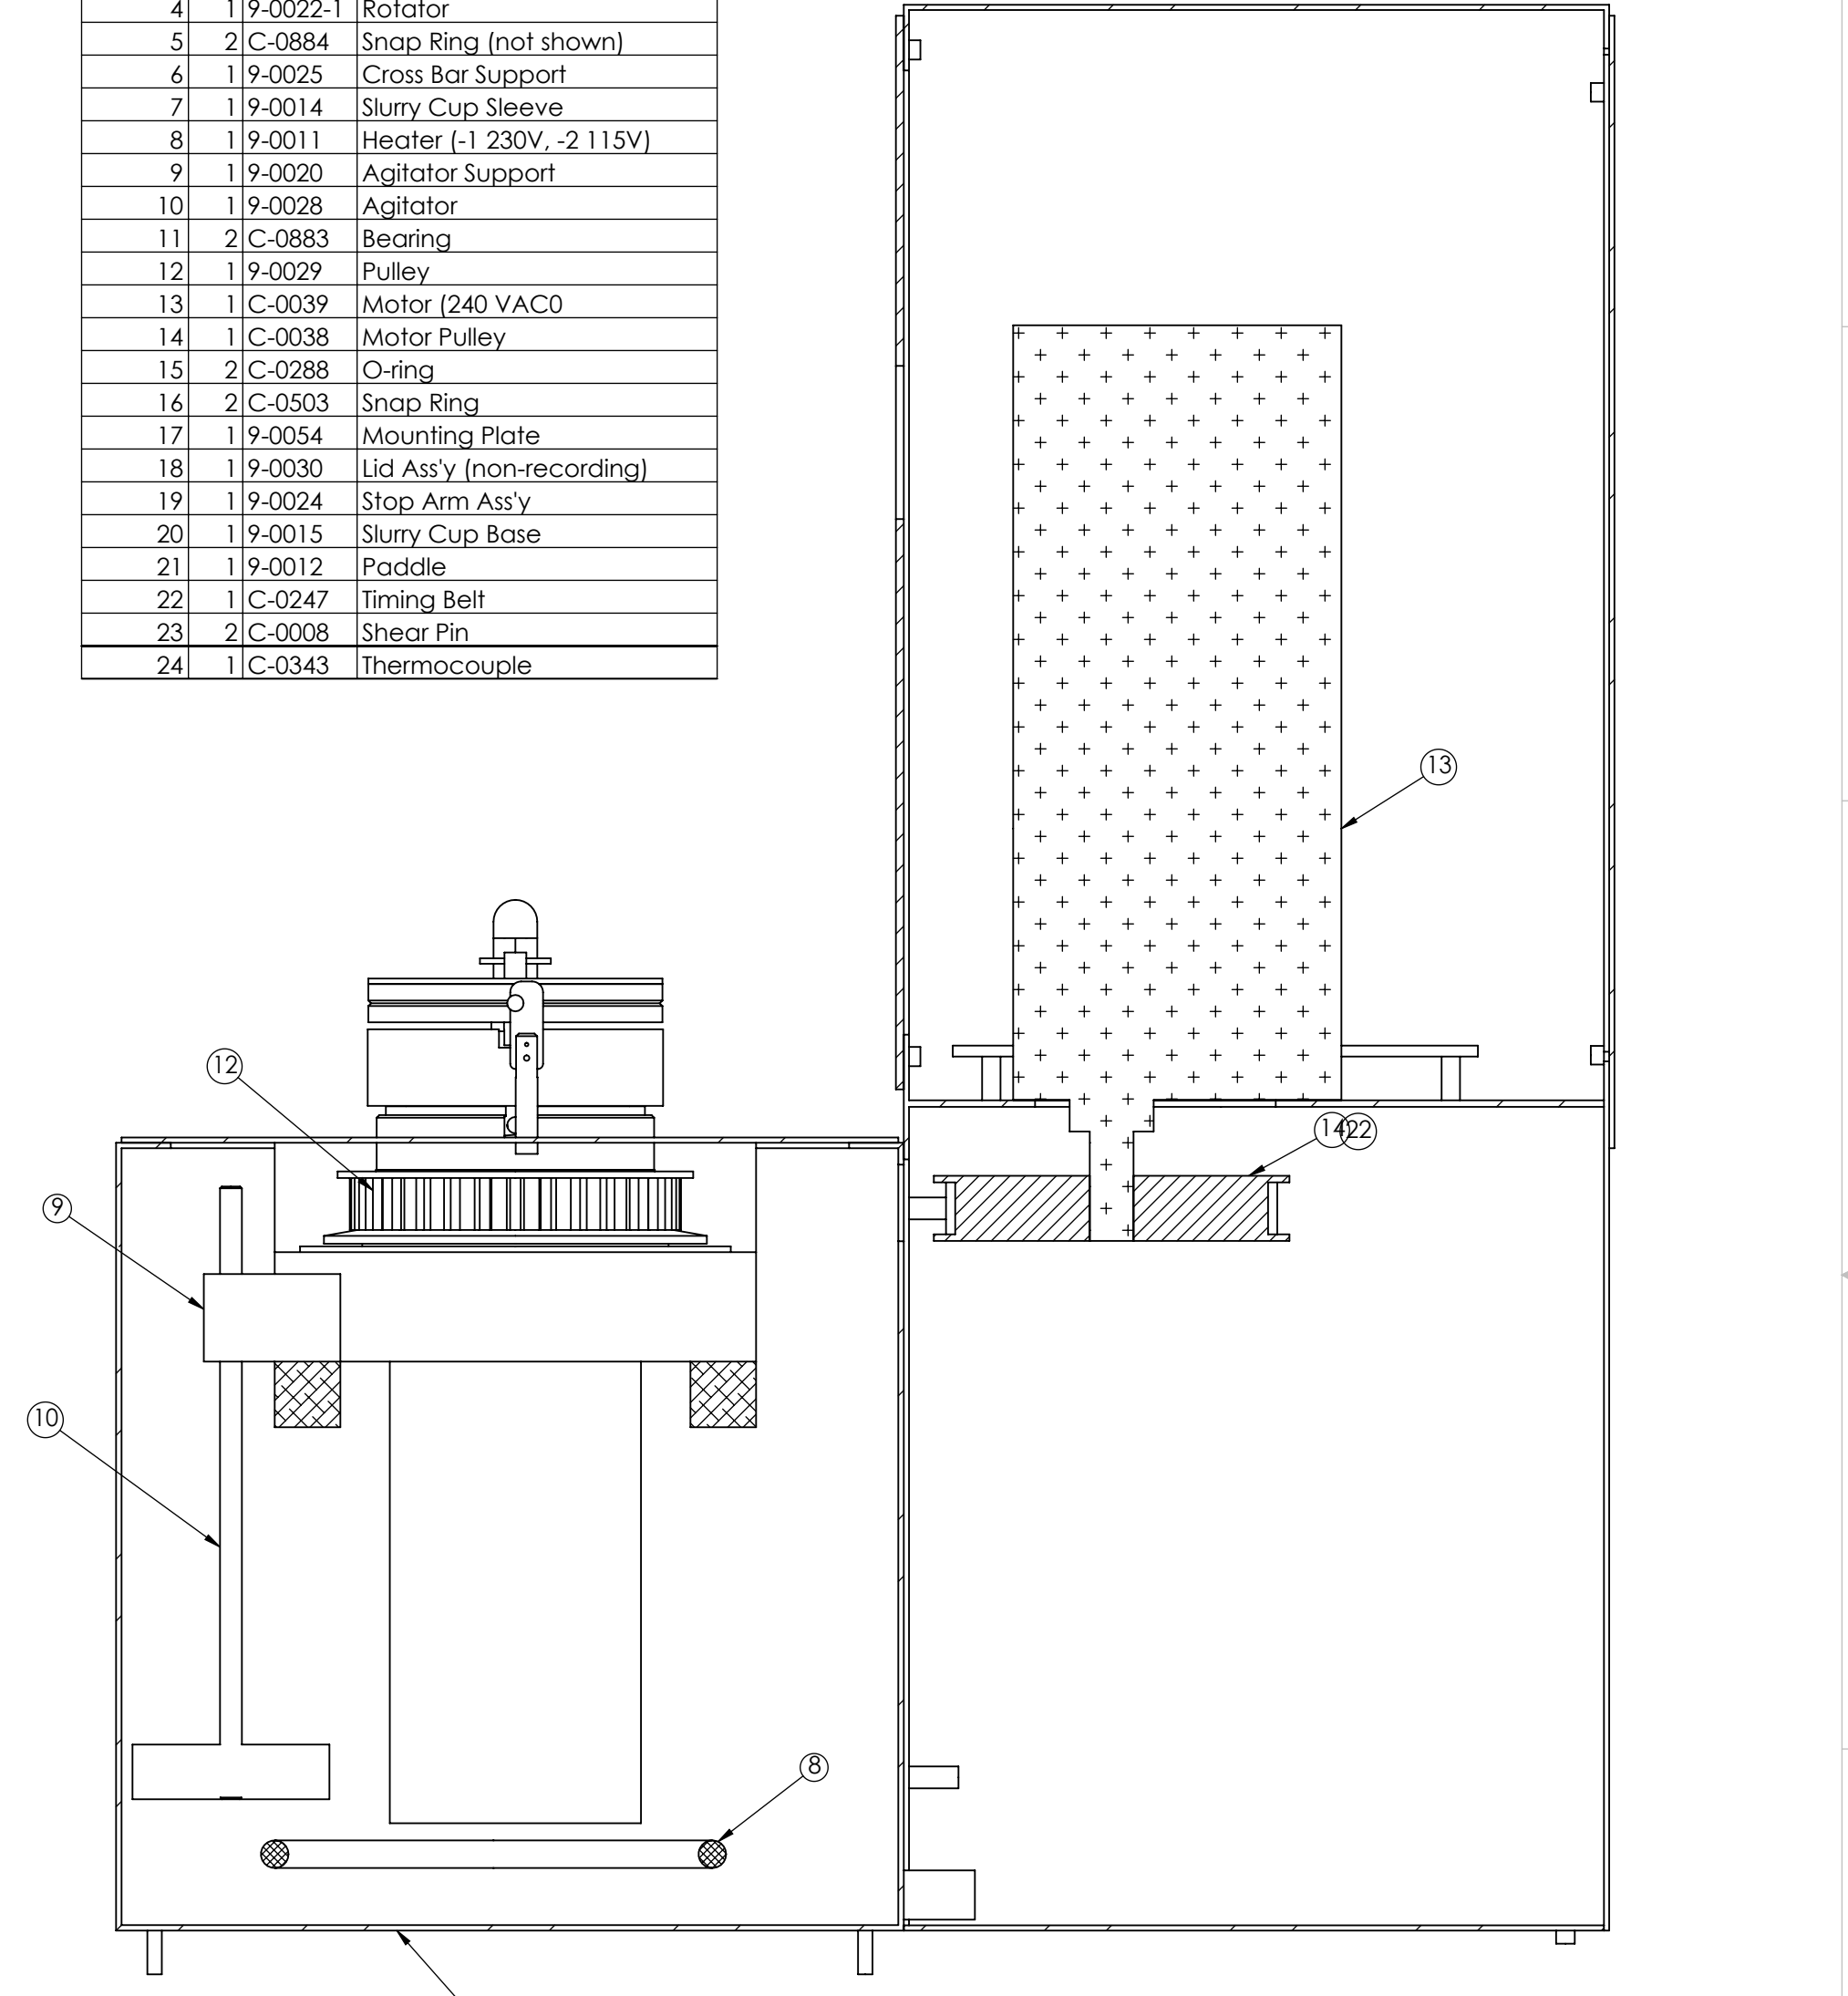 4 1 9-0022-1 Rotator
5 2 C-0884 Snap Ring (not shown)
6 1 9-0025 Cross Bar Support
7 1 9-0014 Slurry Cup Sleeve
8 1 9-0011 Heater (-1 230V, -2 115V)
9 1 9-0020 Agitator Support
10 1 9-0028 Agitator
11 2 C-0883 Bearing
12 1 9-0029 Pulley
13 1 C-0039 Motor (240 VAC0
14 1 C-0038 Motor Pulley
15 2 C-0288 O-ring
16 2 C-0503 Snap Ring
17 1 9-0054 Mounting Plate
18 1 9-0030 Lid Ass'y (non-recording)
19 1 9-0024 Stop Arm Ass'y
20 1 9-0015 Slurry Cup Base
21 1 9-0012 Paddle
22 1 C-0247 Timing Belt
23 2 C-0008 Shear Pin
24 1 C-0343 Thermocouple
13
12
14 22
9
10
8